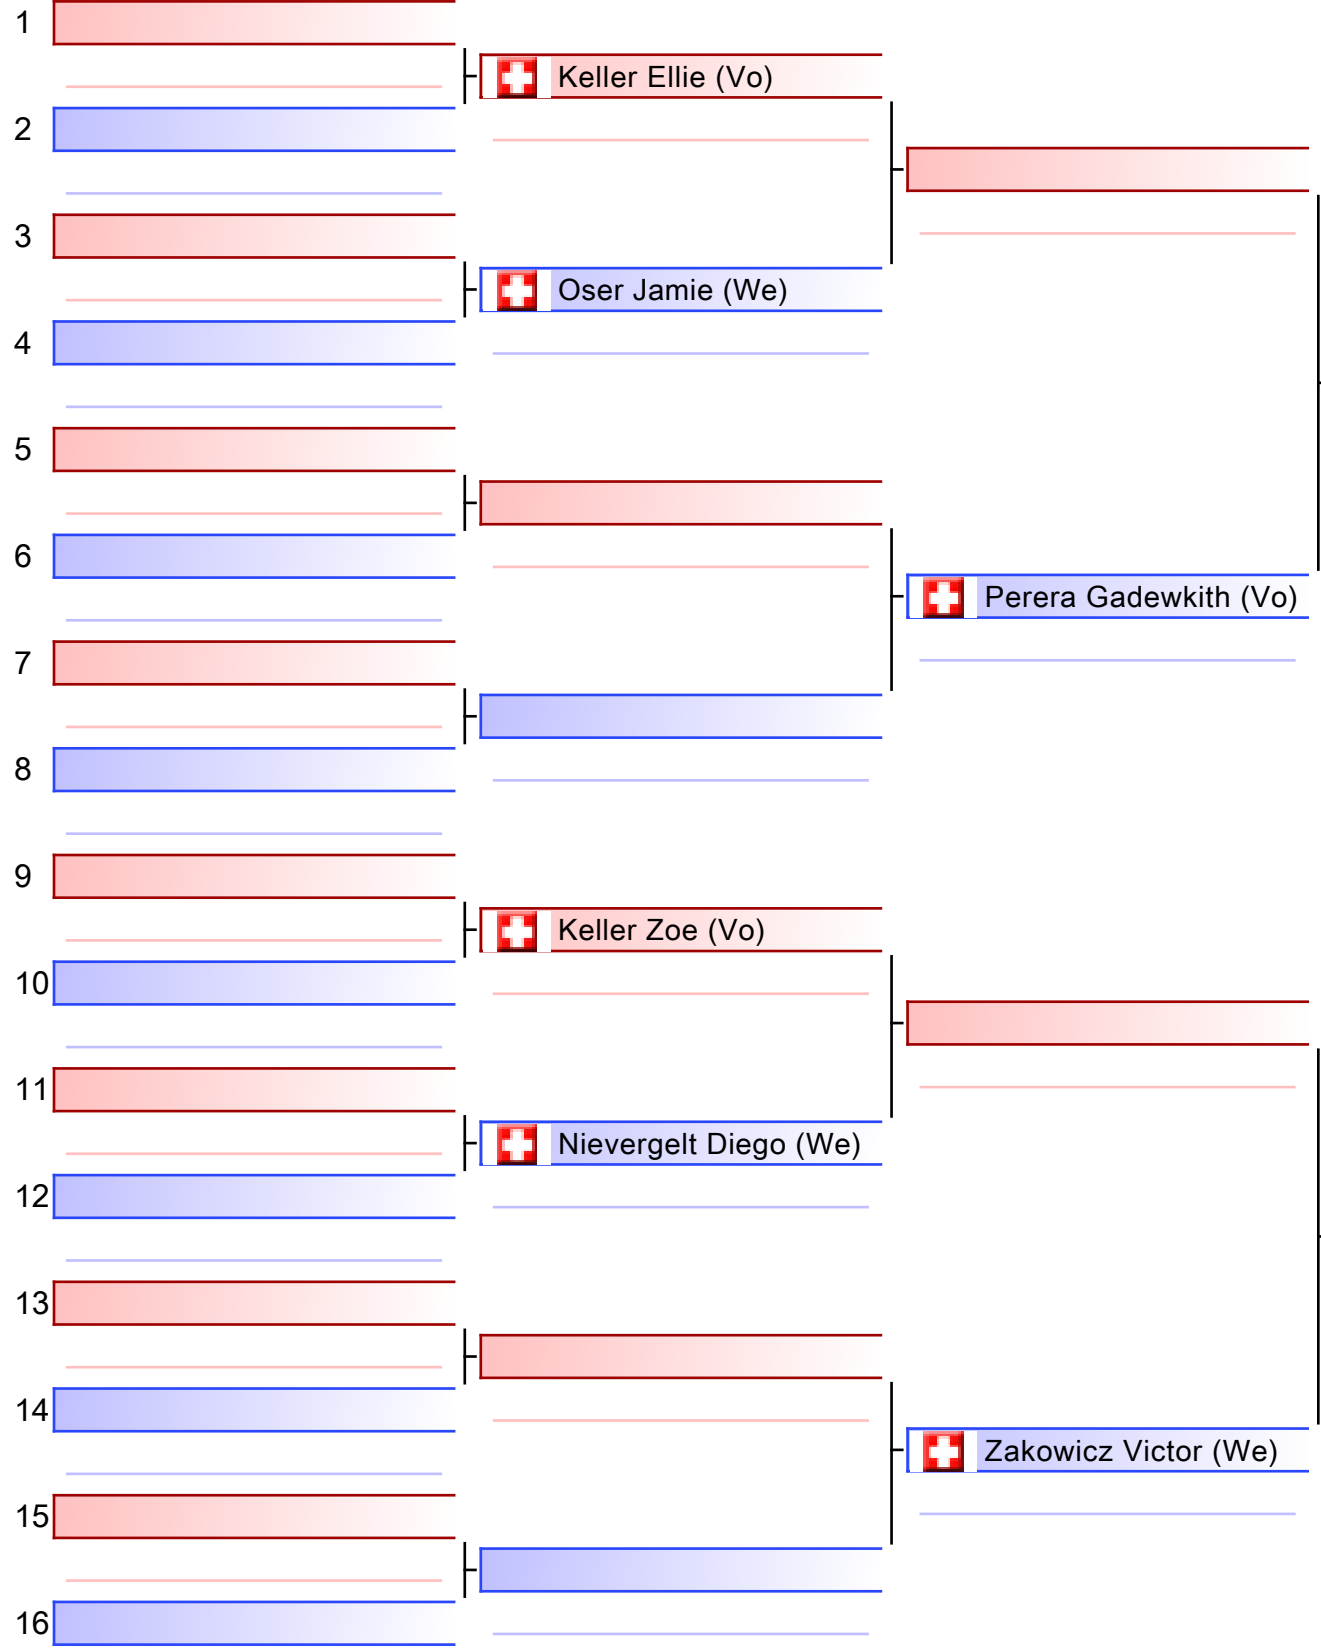 1
Keller Ellie (Vo)
2
3
Oser Jamie (We)
4
5
6
Perera Gadewkith (Vo)
7
8
9
Keller Zoe (Vo)
10
11
Nievergelt Diego (We)
12
13
14
Zakowicz Victor (We)
15
16